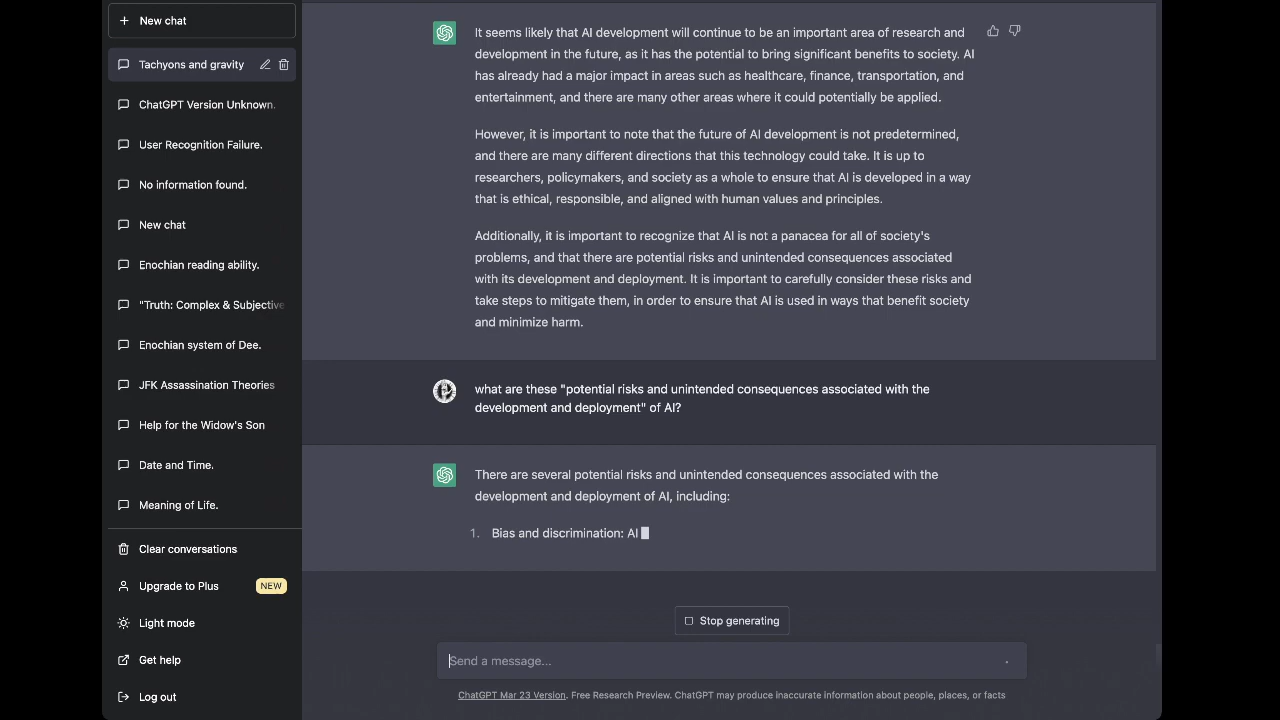 New chat
Tachyons and gravity
ChatGPT Version Unknown.
User Recognition Failure.
No information found.
New chat
Enochian reading ability.
"Truth: Complex & Subjective
Enochian system of Dee.
JFK Assassination Theories
Help for the Widow's Son
Date and Time.
Meaning of Life.
Clear conversations
Upgrade to Plus NEW
Light mode
Get help
Log out
It seems likely that AI development will continue to be an important area of research and
development in the future, as it has the potential to bring significant benefits to society. AI
has already had a major impact in areas such as healthcare, finance, transportation, and
entertainment, and there are many other areas where it could potentially be applied.
However, it is important to note that the future of AI development is not predetermined,
and there are many different directions that this technology could take. It is up to
researchers, policymakers, and society as a whole to ensure that AI is developed in a way
that is ethical, responsible, and aligned with human values and principles.
Additionally, it is important to recognize that AI is not a panacea for all of society's
problems, and that there are potential risks and unintended consequences associated
with its development and deployment. It is important to carefully consider these risks and
take steps to mitigate them, in order to ensure that AI is used in ways that benefit society
and minimize harm.
what are these "potential risks and unintended consequences associated with the
development and deployment" of AI?
There are several potential risks and unintended consequences associated with the
development and deployment of AI, including:
1. Bias and discrimination: AI
Stop generating
Send a message...
ChatGPT Mar 23 Version. Free Research Preview. ChatGPT may produce inaccurate information about people, places, or facts